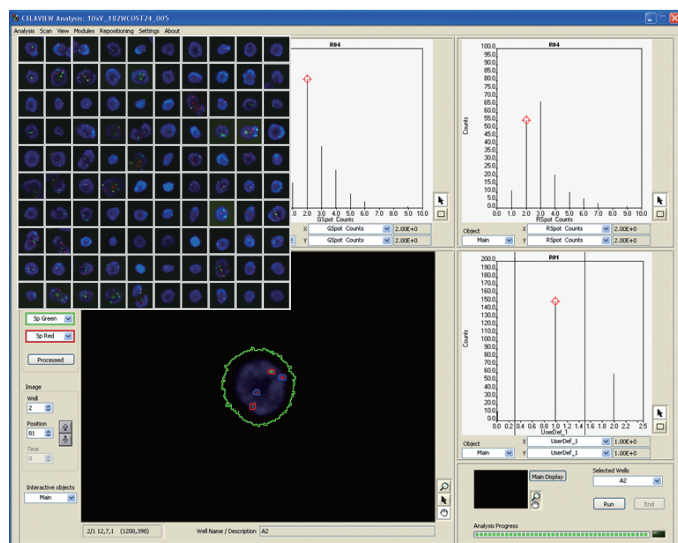 CELAVIEW Analysis: 10xV_182WCOST24_005
Analysis Scan View Modules Repositioning Settings About
R04
0 1.0 2.0 3.0 4.0 5.0 6.0 7.0 8.0 9.0 10.0
GSpot Counts
X GSpot Counts 2.00E+0
Y GSpot Counts 2.00E+0
R04
Counts
100.0
95.0
90.0
85.0
80.0
75.0
70.0
65.0
60.0
55.0
50.0
45.0
40.0
35.0
30.0
25.0
20.0
15.0
10.0
5.0
0.0
0.0 1.0 2.0 3.0 4.0 5.0 6.0 7.0 8.0 9.0 10.0
RSpot Counts
Object X RSpot Counts 2.00E+0
Main Y RSpot Counts 2.00E+0
Sp Green
Sp Red
Processed
Image
Well
2
Position
81
Time
0
Interactive objects
Main
2/1 12,7,1 (1200,398) Well Name / Description A2
R01
Counts
200.0
190.0
180.0
170.0
160.0
150.0
140.0
130.0
120.0
110.0
100.0
90.0
80.0
70.0
60.0
50.0
40.0
30.0
20.0
10.0
0.0
0.0 0.2 0.4 0.6 0.8 1.0 1.2 1.4 1.6 1.8 2.0 2.2 2.5
UserDef_1
Object X UserDef_1 1.00E+0
Main Y UserDef_1 1.00E+0
Main Display
Selected Wells
A2
Run End
Analysis Progress